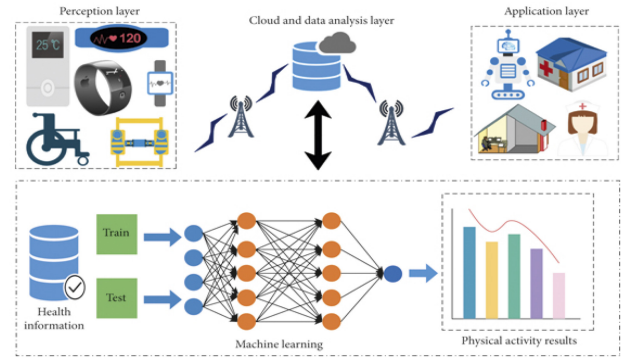 Perception layer
Cloud and data analysis layer
Application layer
25°C
120
Train
Test
Health
information
Machine learning
Physical activity results